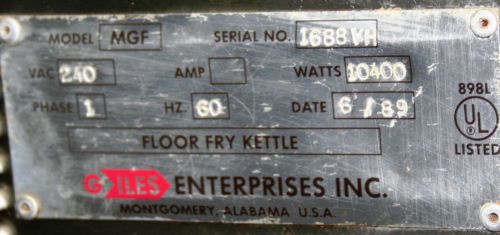 MODEL MGF SERIAL NO. 1688VH
VAC 240 AMP WATTS 10400
PHASE 1 HZ 60 DATE 6 / 89
898L
UL
LISTED
FLOOR FRY KETTLE
GILES ENTERPRISES INC.
MONTGOMERY, ALABAMA U.S.A.